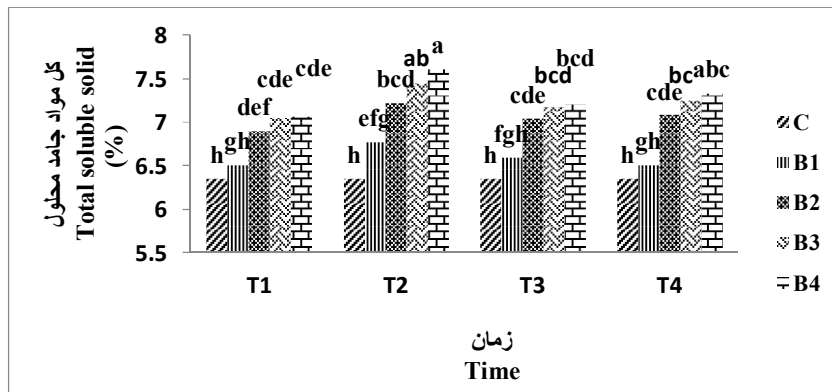 8
7.5
7
6.5
6
5.5
کل مواد جامد محلول
Total soluble solid
(%)
h
gh
def
cde
cde
h
efg
bcd
ab
a
h
fgh
cde
bcd
bcd
h
gh
cde
bc
abc
T1
T2
T3
T4
زمان
Time
C
B1
B2
B3
B4